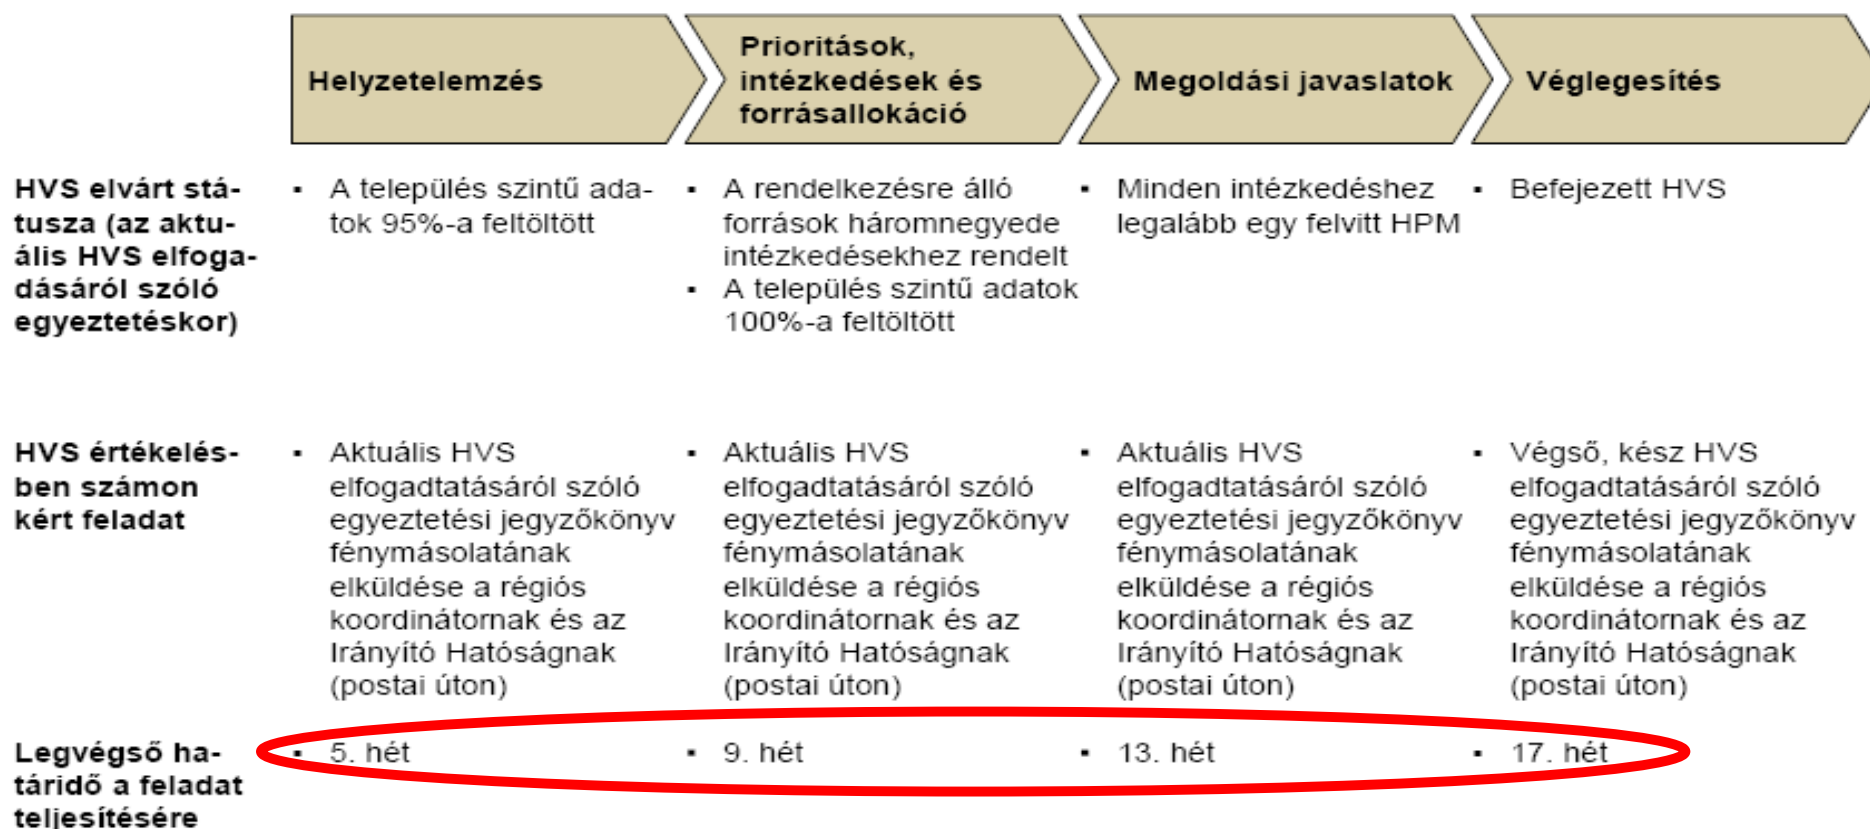 Helyzetelemzés
Prioritások,
intézkedések és
forrásallokáció
Megoldási javaslatok
Véglegesítés
HVS elvárt stá-
tusza (az aktu-
ális HVS elfoga-
dásáról szóló
egyeztetéskor)
▪ A település szintű ada-
tok 95%-a feltöltött
▪ A rendelkezésre álló
források háromnegyede
intézkedésekhez rendelt
▪ A település szintű adatok
100%-a feltöltött
▪ Minden intézkedéshez
legalább egy felvitt HPM
▪ Befejezett HVS
HVS értékelés-
ben számon
kért feladat
▪ Aktuális HVS
elfogadtatásáról szóló
egyeztetési jegyzőkönyv
fénymásolatának
elküldése a régiós
koordinátornak és az
Irányító Hatóságnak
(postai úton)
▪ Aktuális HVS
elfogadtatásáról szóló
egyeztetési jegyzőkönyv
fénymásolatának
elküldése a régiós
koordinátornak és az
Irányító Hatóságnak
(postai úton)
▪ Aktuális HVS
elfogadtatásáról szóló
egyeztetési jegyzőkönyv
fénymásolatának
elküldése a régiós
koordinátornak és az
Irányító Hatóságnak
(postai úton)
▪ Végső, kész HVS
elfogadtatásáról szóló
egyeztetési jegyzőkönyv
fénymásolatának
elküldése a régiós
koordinátornak és az
Irányító Hatóságnak
(postai úton)
Legvégső ha-
táridő a feladat
teljesítésére
▪ 5. hét
▪ 9. hét
▪ 13. hét
▪ 17. hét